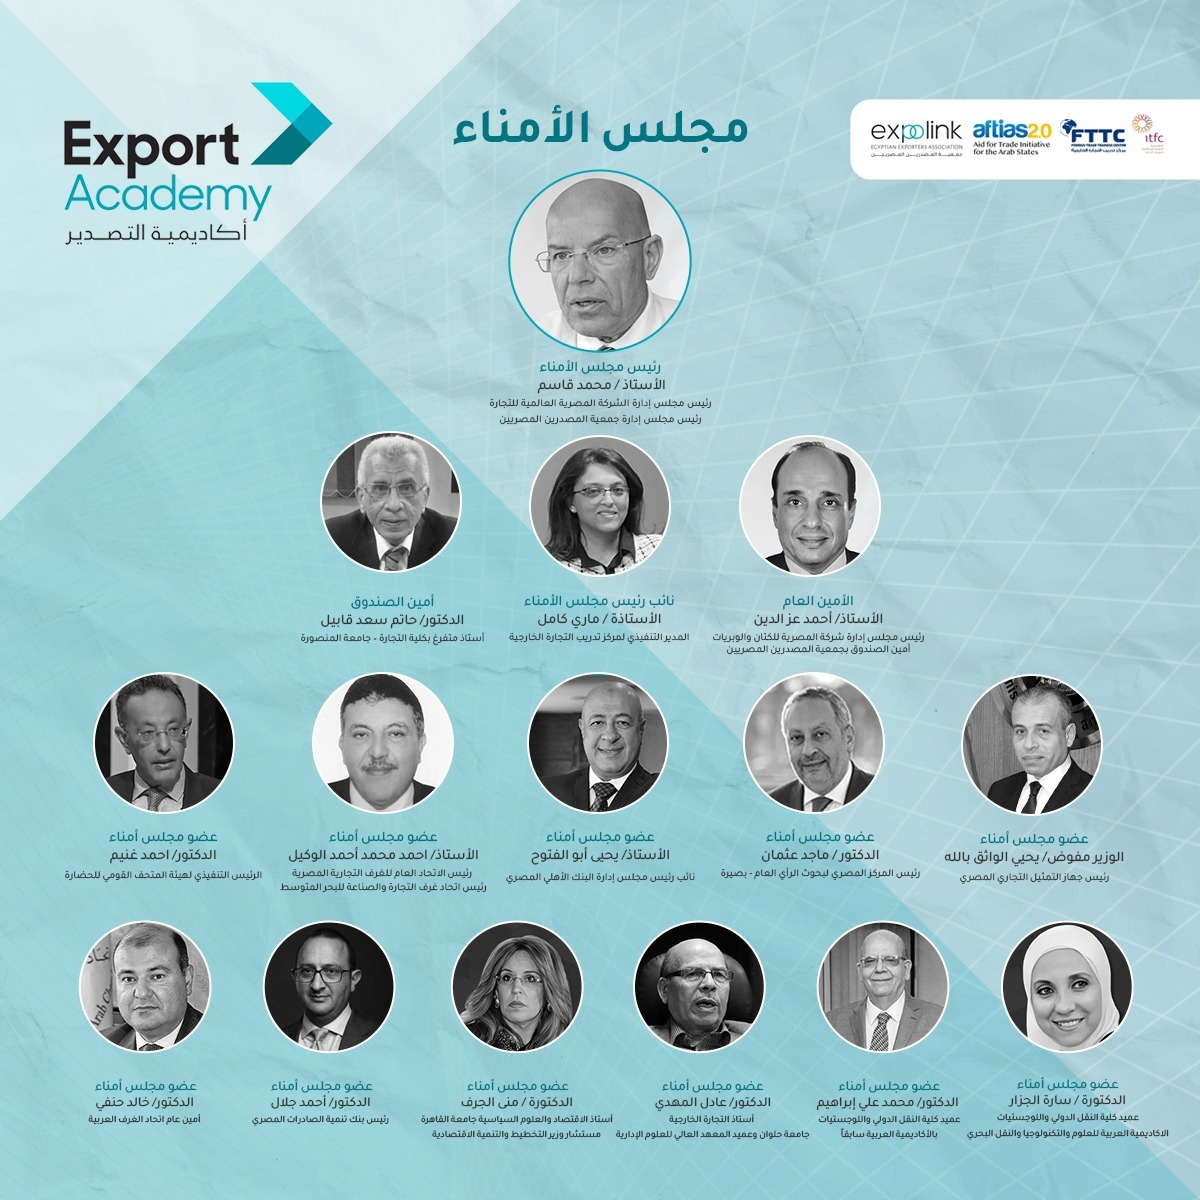 Export
Academy
أكاديمية التصدير
مجلس الأمناء
expolink
EGYPTIAN EXPORTERS ASSOCIATION
جمعية المصدرين المصريين
aftias2.0
Aid for Trade Initiative
for the Arab States
FTTC
FOREIGN TRADE TRAINING CENTRE
مركز تدريب التجارة الخارجية
itfc
رئيس مجلس الأمناء
الأستاذ / محمد قاسم
رئيس مجلس إدارة الشركة المصرية العالمية للتجارة
رئيس مجلس إدارة جمعية المصدرين المصريين
الأمين العام
الأستاذ/ أحمد عز الدين
رئيس مجلس إدارة شركة المصرية للكتان والوبريات
أمين الصندوق بجمعية المصدرين المصريين
نائب رئيس مجلس الأمناء
الأستاذة / ماري كامل
المدير التنفيذي لمركز تدريب التجارة الخارجية
أمين الصندوق
الدكتور/ حاتم سعد قابيل
أستاذ متفرغ بكلية التجارة - جامعة المنصورة
عضو مجلس أمناء
الوزير مفوض/ يحيي الواثق بالله
رئيس جهاز التمثيل التجاري المصري
عضو مجلس أمناء
الدكتور / ماجد عثمان
رئيس المركز المصري لبحوث الرأي العام - بصيرة
عضو مجلس أمناء
الأستاذ/ يحيى أبو الفتوح
نائب رئيس مجلس إدارة البنك الأهلي المصري
عضو مجلس أمناء
الأستاذ/ احمد محمد أحمد الوكيل
رئيس الاتحاد العام للغرف التجارية المصرية
رئيس اتحاد غرف التجارة والصناعة للبحر المتوسط
عضو مجلس أمناء
الدكتور/ احمد غنيم
الرئيس التنفيذي لهيئة المتحف القومي للحضارة
عضو مجلس أمناء
الدكتورة / سارة الجزار
عميد كلية النقل الدولي واللوجستيات
الاكاديمية العربية للعلوم والتكنولوجيا والنقل البحري
عضو مجلس أمناء
الدكتور/ محمد علي إبراهيم
عميد كلية النقل الدولي واللوجستيات
بالأكاديمية العربية سابقاً
عضو مجلس أمناء
الدكتور/ عادل المهدي
أستاذ التجارة الخارجية
جامعة حلوان وعميد المعهد العالي للعلوم الإدارية
عضو مجلس أمناء
الدكتورة / منى الجرف
أستاذ الاقتصاد والعلوم السياسية جامعة القاهرة
مستشار وزير التخطيط والتنمية الاقتصادية
عضو مجلس أمناء
الدكتور/ أحمد جلال
رئيس بنك تنمية الصادرات المصري
عضو مجلس أمناء
الدكتور/ خالد حنفي
أمين عام اتحاد الغرف العربية